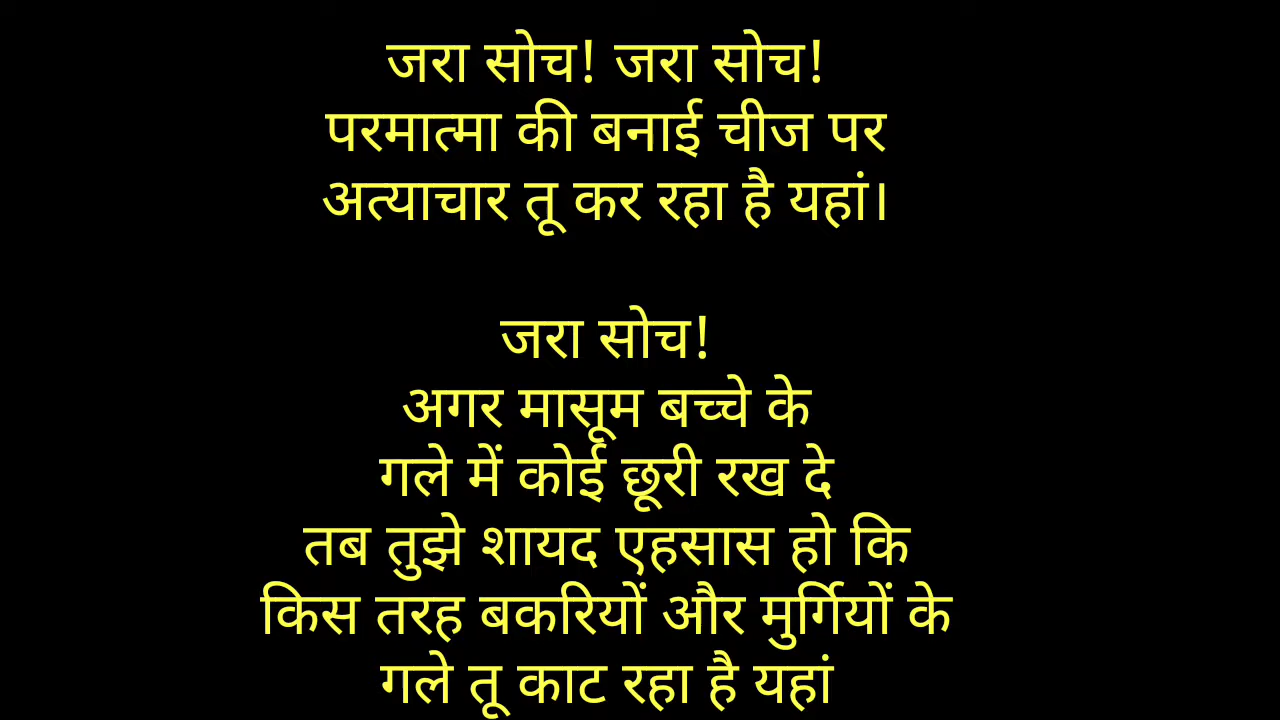 जरा सोच! जरा सोच!
परमात्मा की बनाई चीज पर
अत्याचार तू कर रहा है यहां।
जरा सोच!
अगर मासूम बच्चे के
गले में कोई छूरी रख दे
तब तुझे शायद एहसास हो कि
किस तरह बकरियों और मुर्गियों के
गले तू काट रहा है यहां